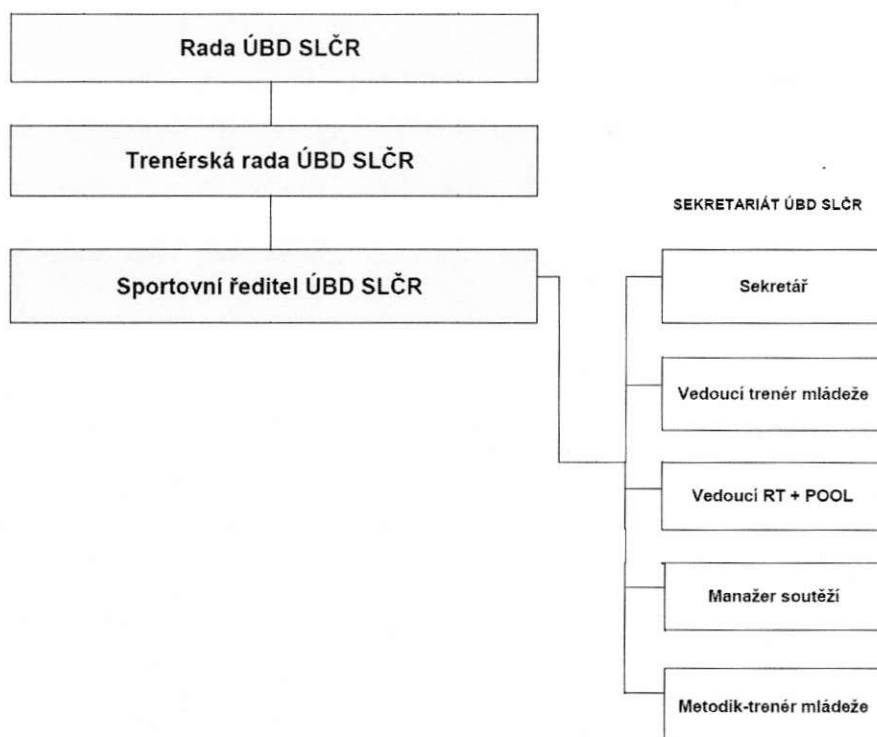 Rada ÚBD SLČR
Trenérská rada ÚBD SLČR
SEKRETARIÁT ÚBD SLČR
Sportovní ředitel ÚBD SLČR
Sekretář
Vedoucí trenér mládeže
Vedoucí RT + POOL
Manažer soutěží
Metodik-trenér mládeže